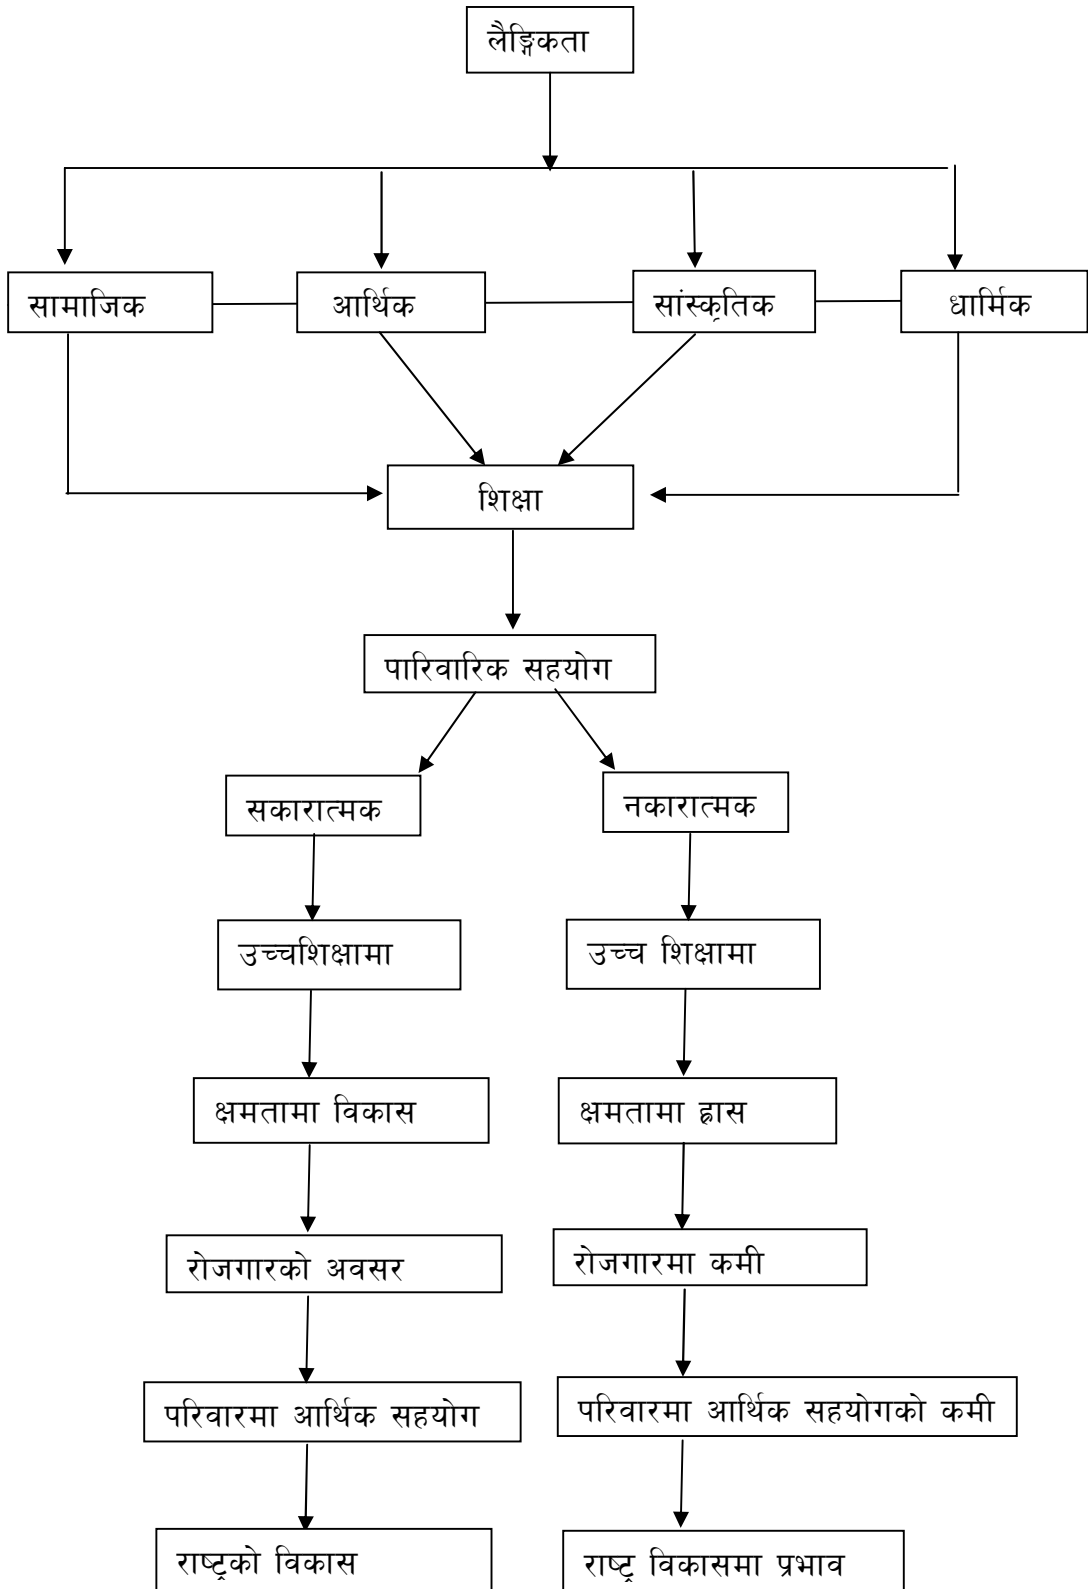 लैङ्गिकता
सामाजिक
आर्थिक
सांस्कृतिक
धार्मिक
शिक्षा
पारिवारिक सहयोग
सकारात्मक
नकारात्मक
उच्चशिक्षामा
उच्च शिक्षामा
क्षमतामा विकास
क्षमतामा ह्रास
रोजगारको अवसर
रोजगारमा कमी
परिवारमा आर्थिक सहयोग
परिवारमा आर्थिक सहयोगको कमी
राष्ट्रको विकास
राष्ट्र विकासमा प्रभाव